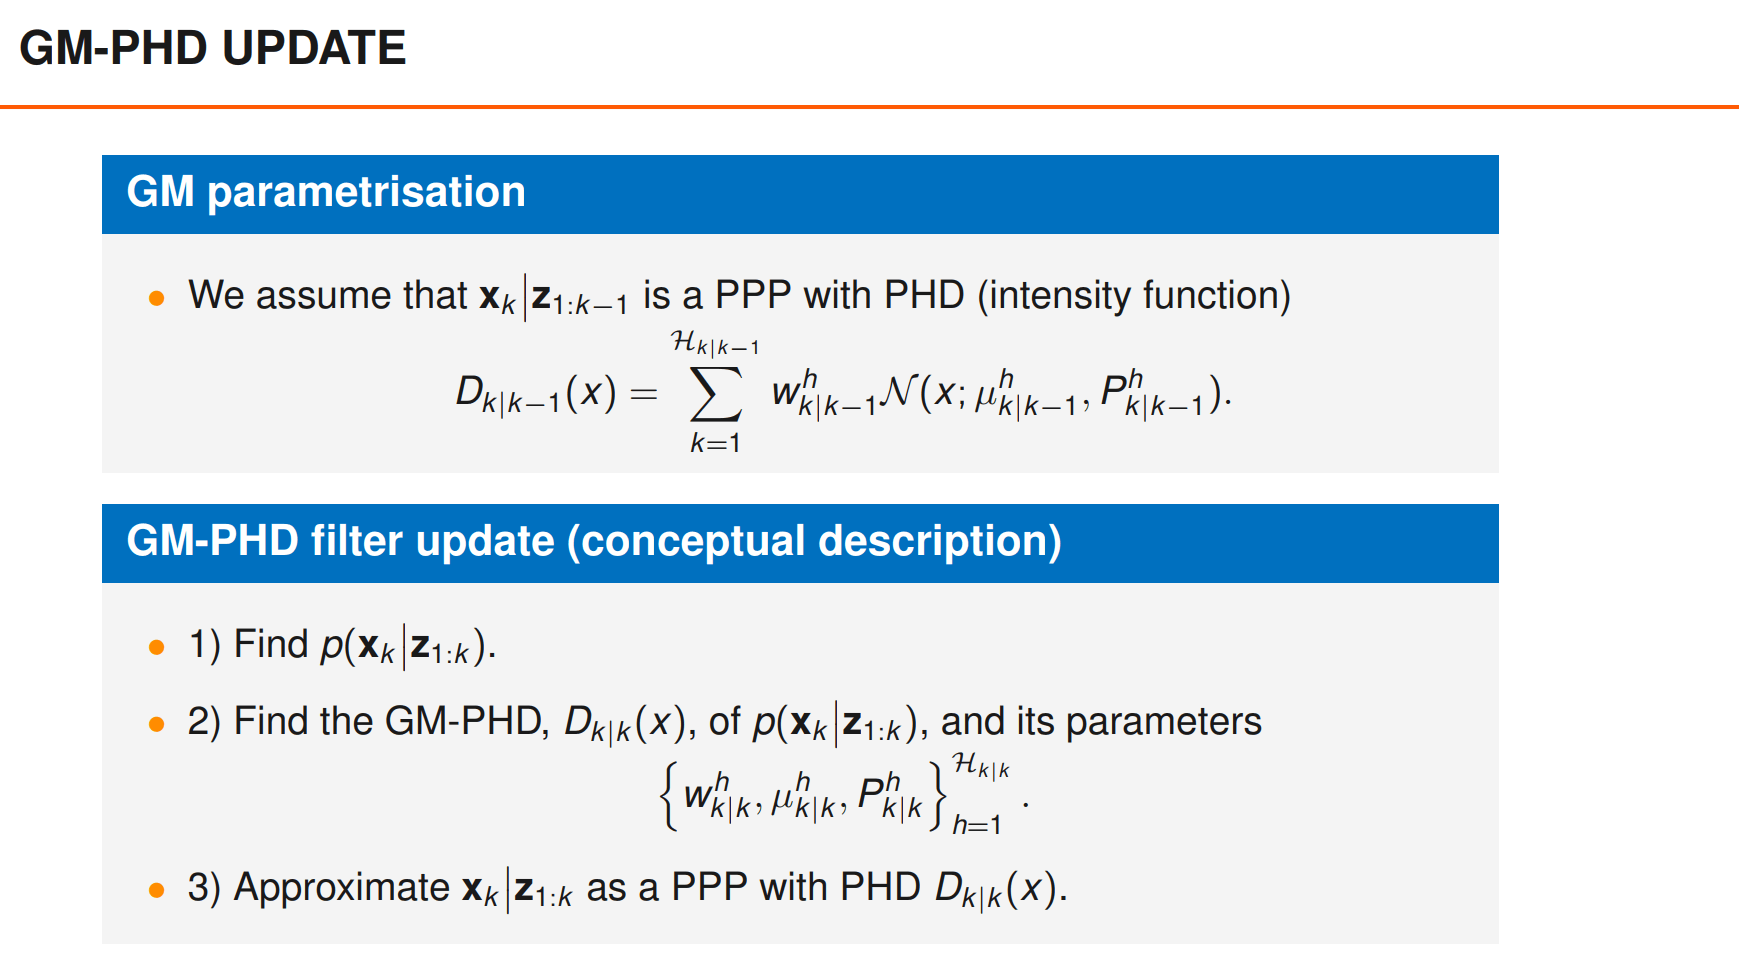 GM-PHD UPDATE
GM parametrisation
• We assume that $\mathbf{x}_k | \mathbf{z}_{1:k-1}$ is a PPP with PHD (intensity function)
$D_{k|k-1}(x) = \sum_{k=1}^{\mathcal{H}_{k|k-1}} w_{k|k-1}^h \mathcal{N}(x; \mu_{k|k-1}^h, P_{k|k-1}^h).$
GM-PHD filter update (conceptual description)
• 1) Find $p(\mathbf{x}_k | \mathbf{z}_{1:k})$.
• 2) Find the GM-PHD, $D_{k|k}(x)$, of $p(\mathbf{x}_k | \mathbf{z}_{1:k})$, and its parameters
$\left\{ w_{k|k}^h, \mu_{k|k}^h, P_{k|k}^h \right\}_{h=1}^{\mathcal{H}_{k|k}}.$
• 3) Approximate $\mathbf{x}_k | \mathbf{z}_{1:k}$ as a PPP with PHD $D_{k|k}(x)$.